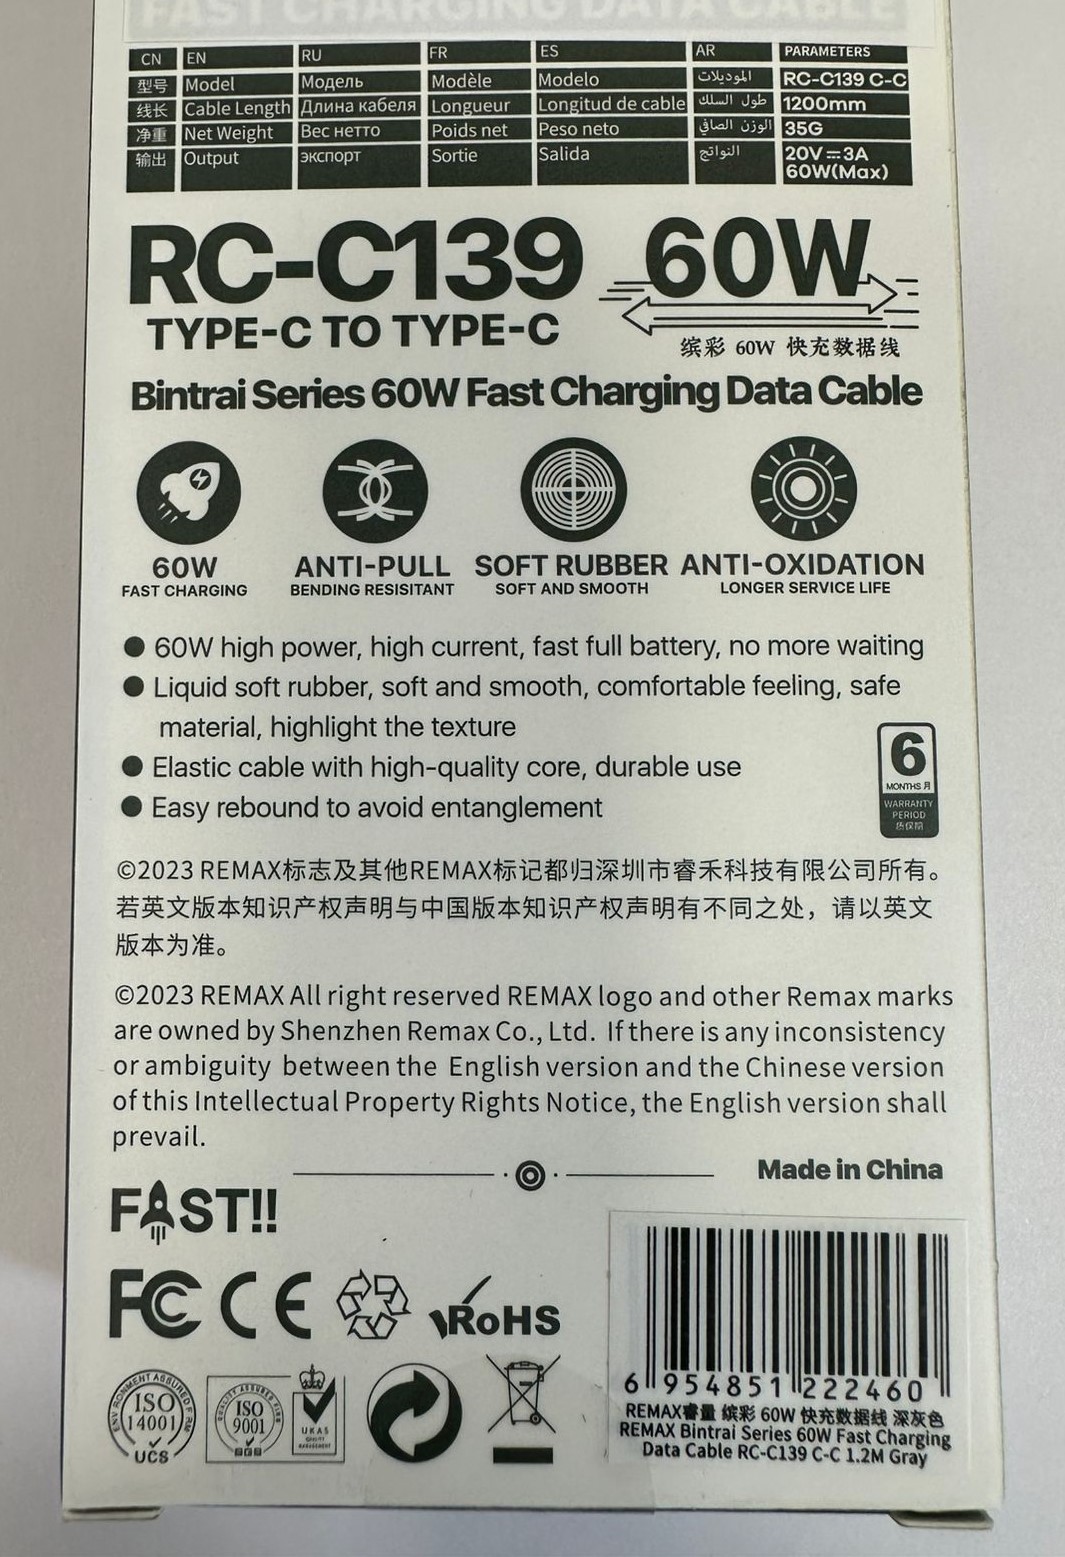 FAST CHARGING DATA CABLE
CN EN RU FR ES AR PARAMETERS
型号 Model Модель Modèle Modelo الموديلات RC-C139 C-C
线长 Cable Length Длина кабеля Longueur Longitud de cable طول السلك 1200mm
净重 Net Weight Вес нетто Poids net Peso neto الوزن الصافي 35G
输出 Output экспорт Sortie Salida النواتج 20V⎓3A
60W(Max)
RC-C139 60W
TYPE-C TO TYPE-C
缤彩 60W 快充数据线
Bintrai Series 60W Fast Charging Data Cable
60W ANTI-PULL SOFT RUBBER ANTI-OXIDATION
FAST CHARGING BENDING RESISITANT SOFT AND SMOOTH LONGER SERVICE LIFE
● 60W high power, high current, fast full battery, no more waiting
● Liquid soft rubber, soft and smooth, comfortable feeling, safe
material, highlight the texture
● Elastic cable with high-quality core, durable use
● Easy rebound to avoid entanglement
6
MONTHS 月
WARRANTY
PERIOD
质保期
©2023 REMAX标志及其他REMAX标记都归深圳市睿禾科技有限公司所有。
若英文版本知识产权声明与中国版本知识产权声明有不同之处，请以英文
版本为准。
©2023 REMAX All right reserved REMAX logo and other Remax marks
are owned by Shenzhen Remax Co., Ltd. If there is any inconsistency
or ambiguity between the English version and the Chinese version
of this Intellectual Property Rights Notice, the English version shall
prevail.
Made in China
FAST!!
FC CE RoHS
ENVIRONMENT ASSURED FIRM
ISO
14001
UCS
QUALITY ASSURED FIRM
ISO
9001
UKAS
QUALITY
MANAGEMENT
6 954851 222460
REMAX睿量 缤彩 60W 快充数据线 深灰色
REMAX Bintrai Series 60W Fast Charging
Data Cable RC-C139 C-C 1.2M Gray